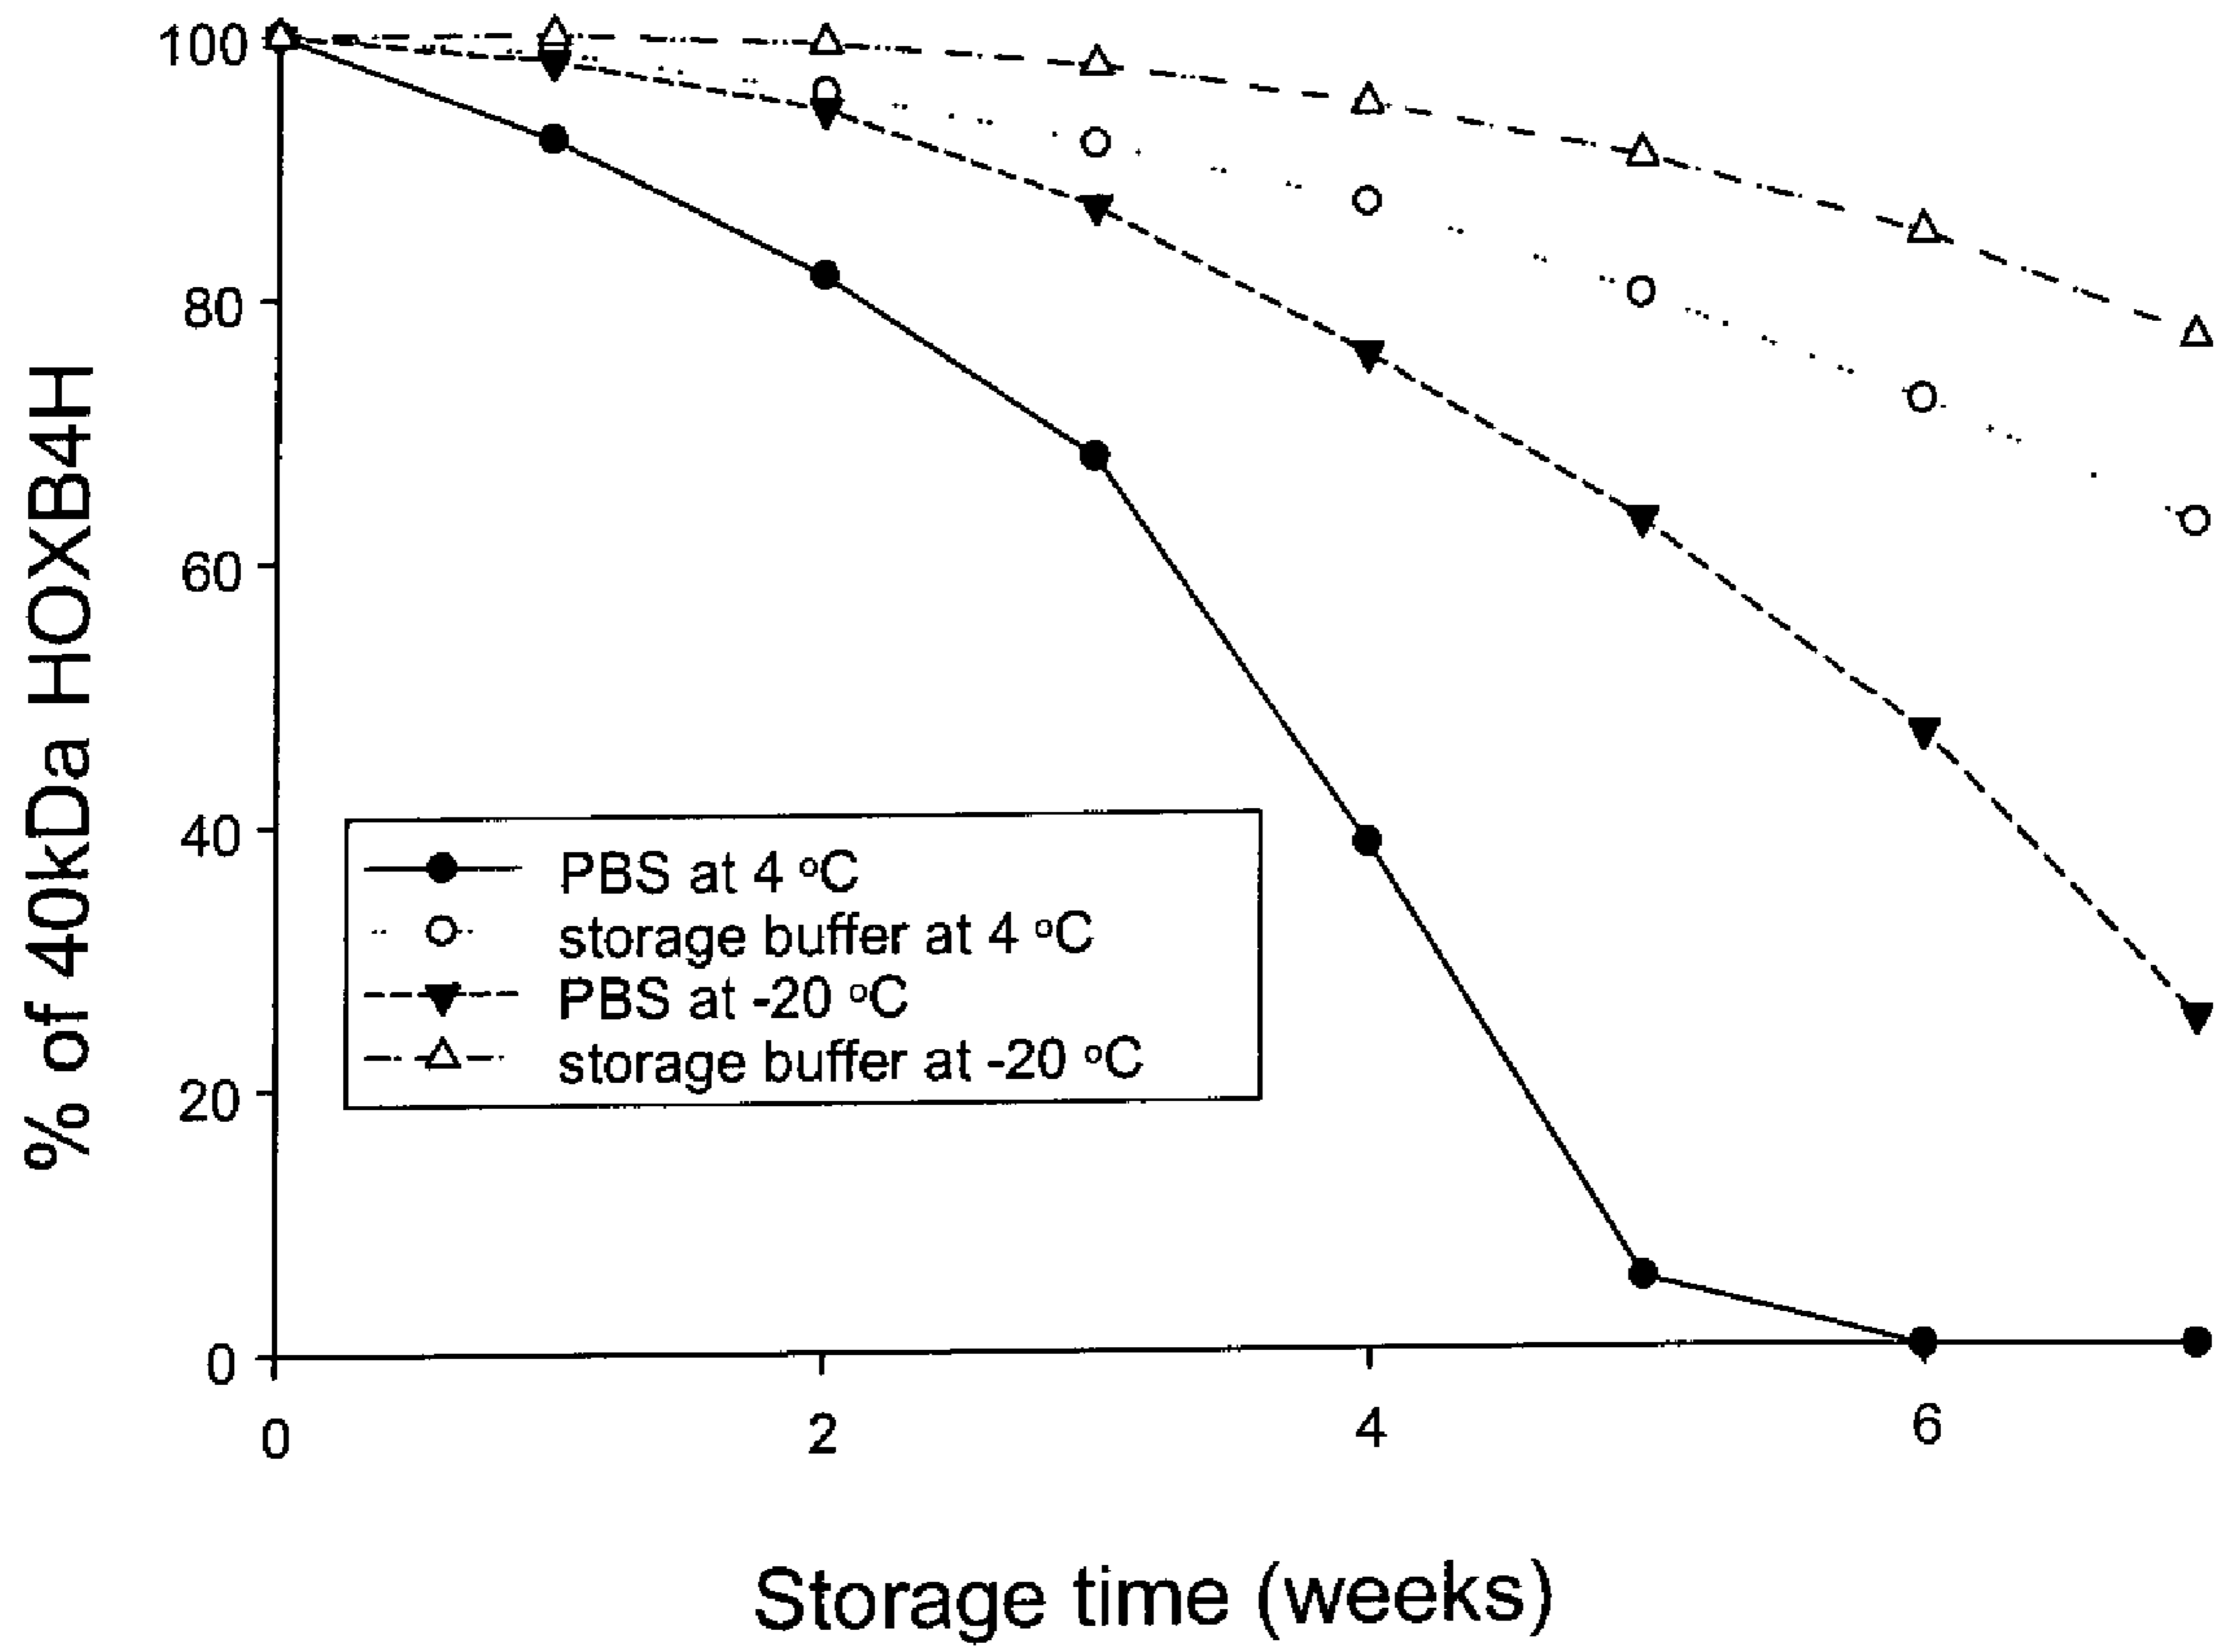 % of 40kDa HOXB4H
100
80
60
40
20
0
PBS at 4 °C
storage buffer at 4 °C
PBS at -20 °C
storage buffer at -20 °C
0 2 4 6
Storage time (weeks)